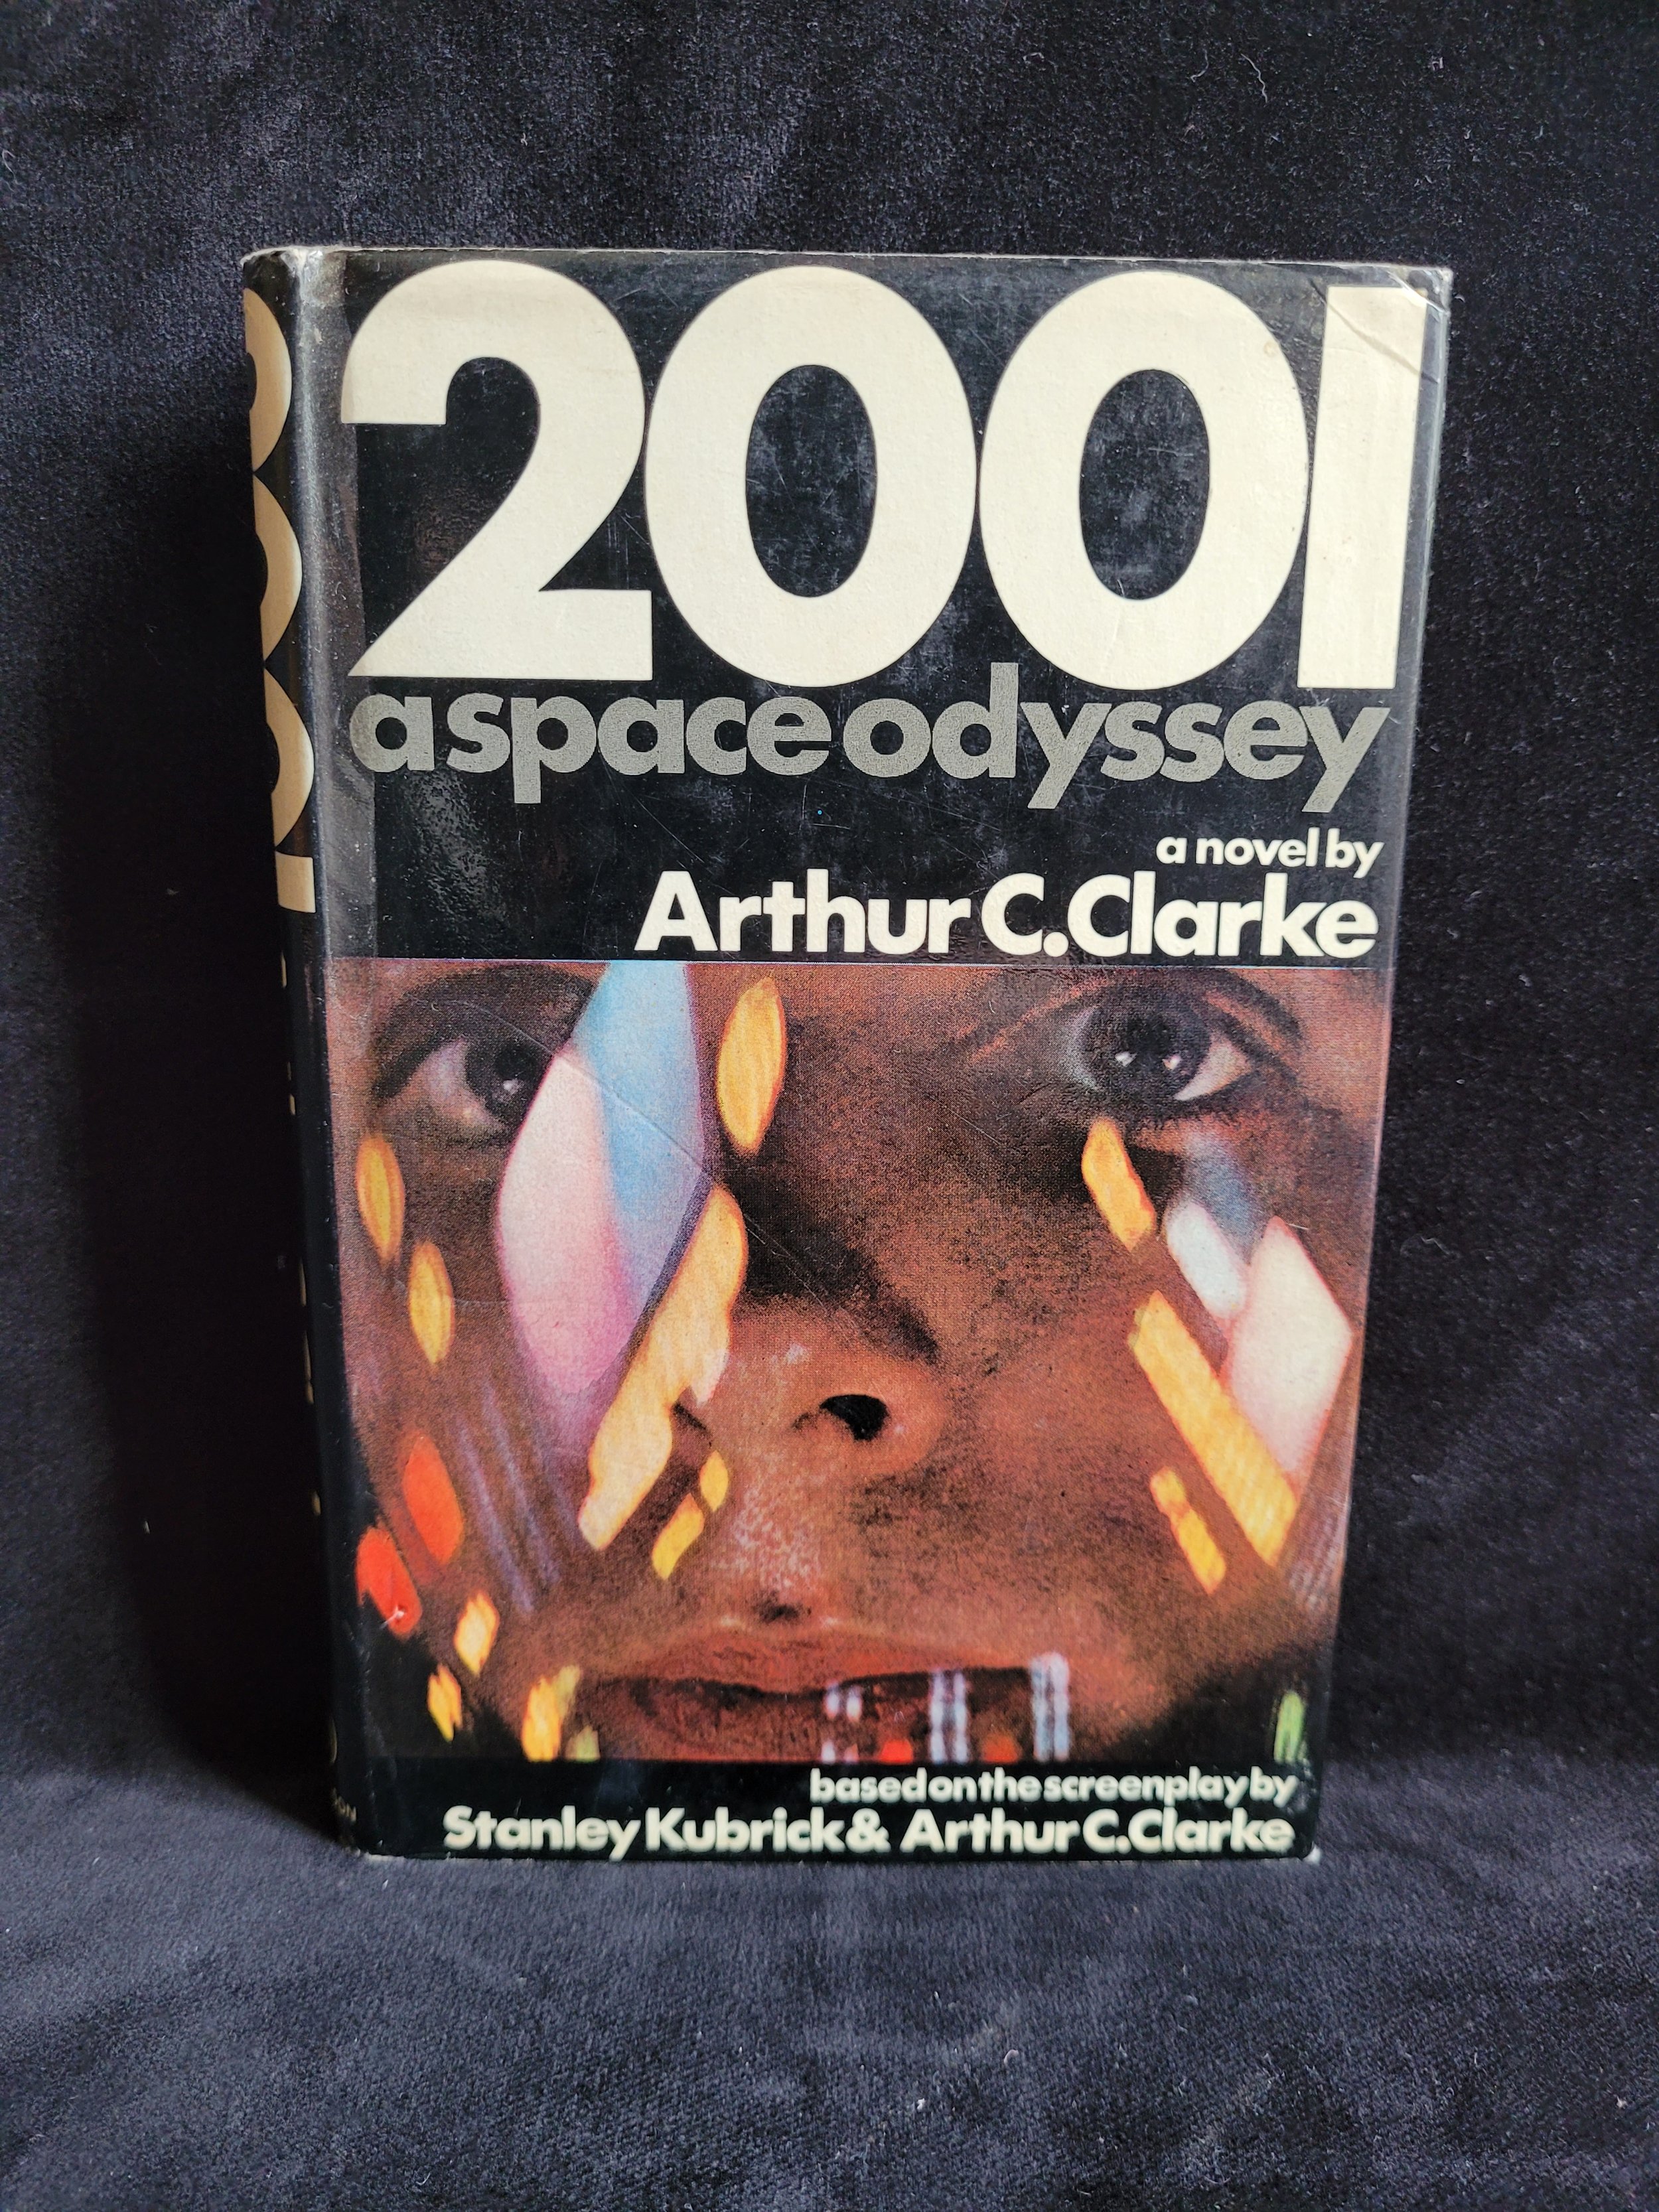 2001
a space odyssey
a novel by
Arthur C. Clarke
based on the screenplay by
Stanley Kubrick & Arthur C. Clarke